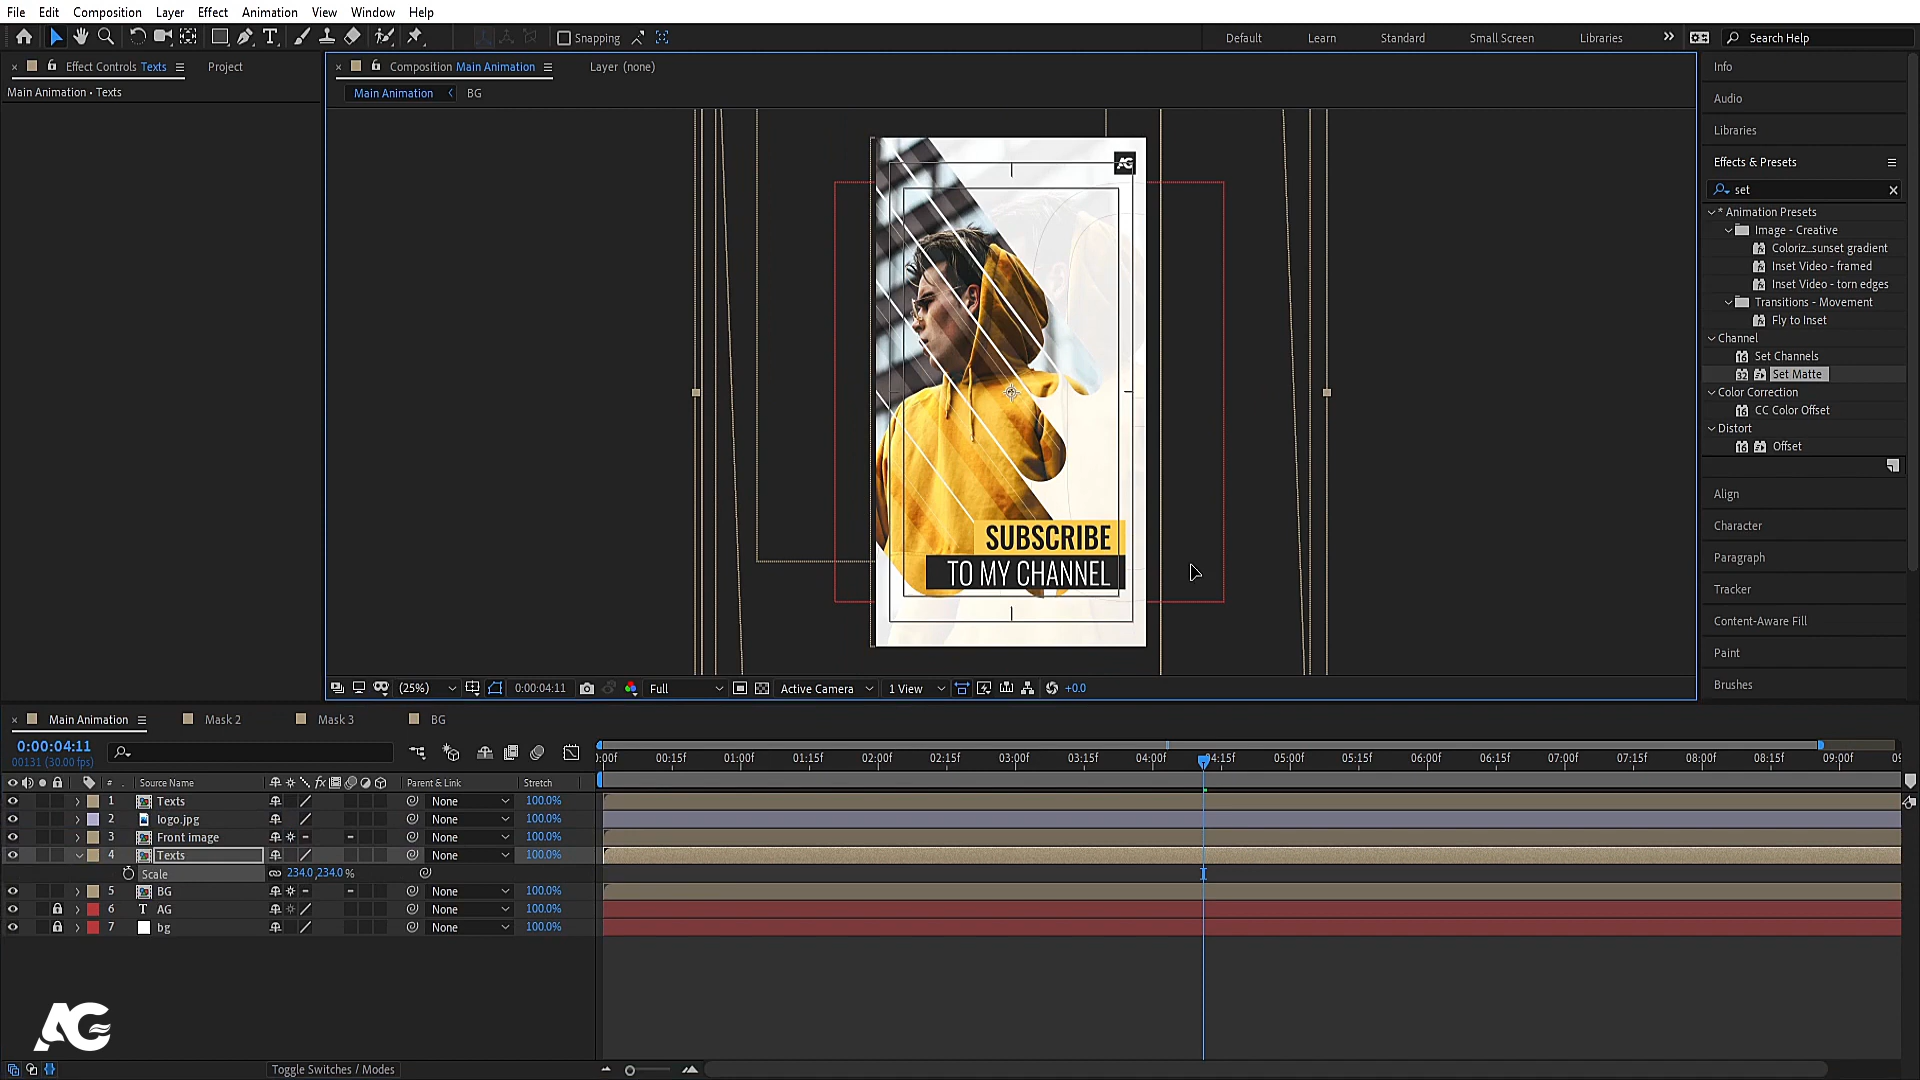 File Edit Composition Layer Effect Animation View Window Help
Snapping Default Learn Standard Small Screen Libraries Search Help
Effect Controls Texts Project
Main Animation • Texts
Composition Main Animation Layer (none)
Main Animation BG
AG
SUBSCRIBE
TO MY CHANNEL
(25%) 0:00:04:11 Full Active Camera 1 View +0.0
Info
Audio
Libraries
Effects & Presets
set
* Animation Presets
Image - Creative
Coloriz...sunset gradient
Inset Video - framed
Inset Video - torn edges
Transitions - Movement
Fly to Inset
Channel
16 Set Channels
32 Set Matte
Color Correction
16 CC Color Offset
Distort
16 Offset
Align
Character
Paragraph
Tracker
Content-Aware Fill
Paint
Brushes
Main Animation Mask 2 Mask 3 BG
0:00:04:11
00131 (30.00 fps)
):00f 00:15f 01:00f 01:15f 02:00f 02:15f 03:00f 03:15f 04:00f 04:15f 05:00f 05:15f 06:00f 06:15f 07:00f 07:15f 08:00f 08:15f 09:00f 09
# . Source Name fx Parent & Link Stretch
1 Texts None 100.0%
2 logo.jpg None 100.0%
3 Front image None 100.0%
4 Texts None 100.0%
Scale 234.0,234.0%
5 BG None 100.0%
6 T AG None 100.0%
7 bg None 100.0%
AG
Toggle Switches / Modes